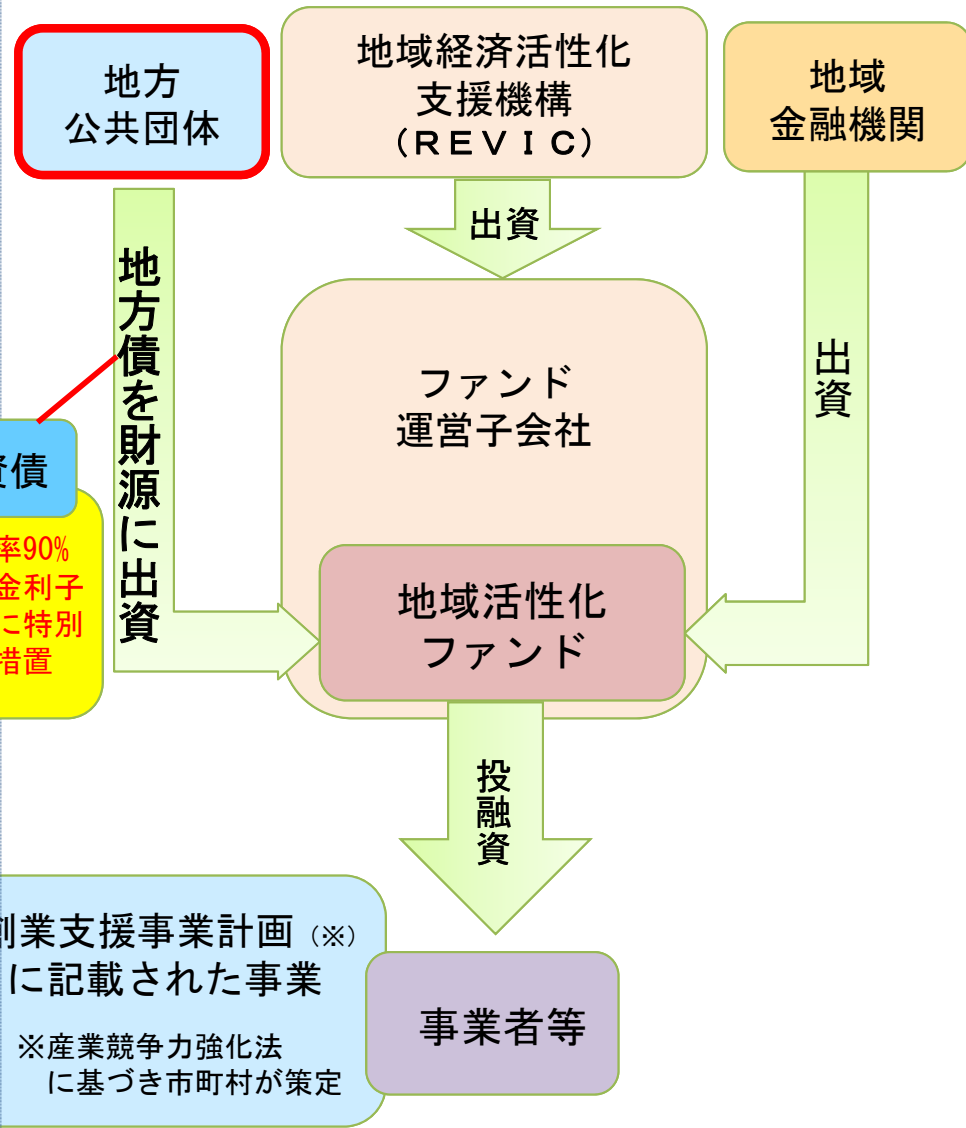 地方
公共団体
地域経済活性化
支援機構
(ＲＥＶＩＣ)
地域
金融機関
出資
地方債を財源に出資
出資
ファンド
運営子会社
資債
率90%
金利子
に特別
措置
地域活性化
ファンド
投融資
創業支援事業計画（※）
に記載された事業
※産業競争力強化法
に基づき市町村が策定
事業者等